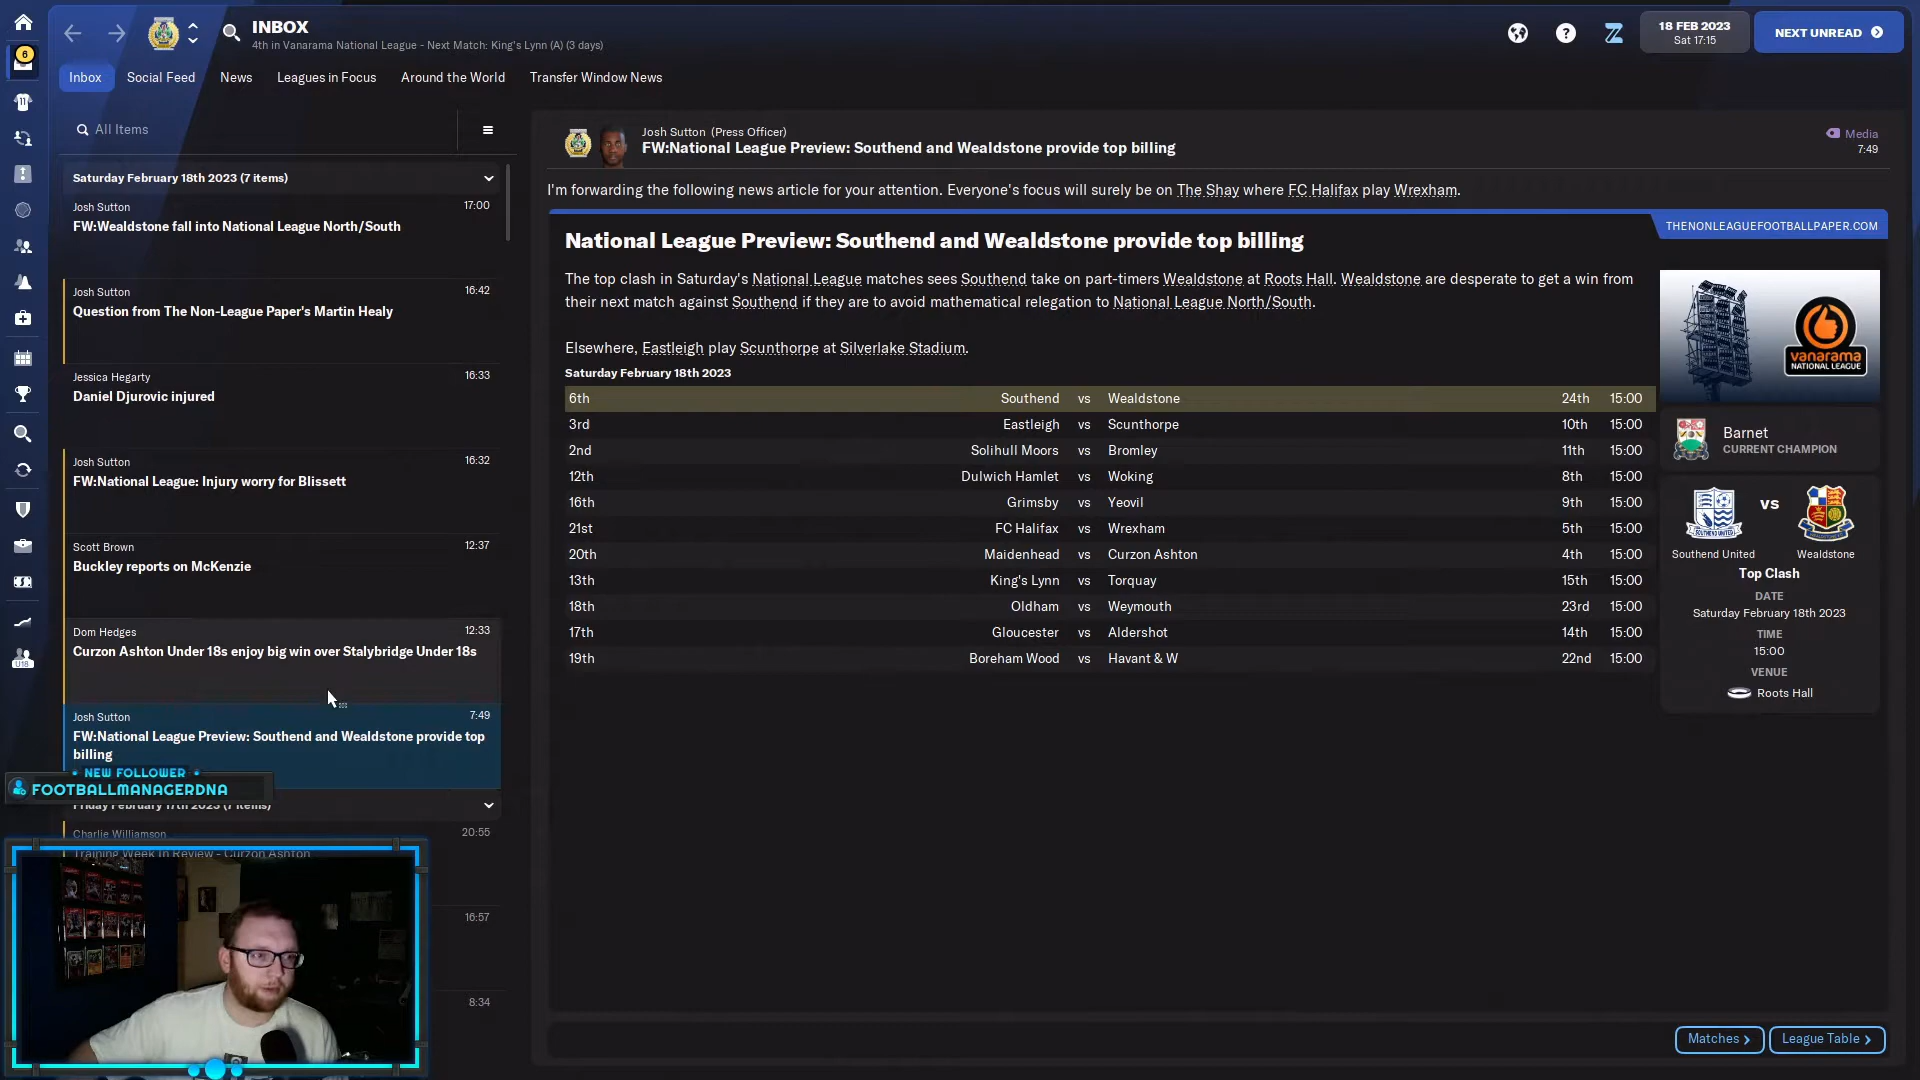 INBOX
4th in Vanarama National League - Next Match: King's Lynn (A) (3 days)
18 FEB 2023
Sat 17:15
NEXT UNREAD
6
Inbox
Social Feed
News
Leagues in Focus
Around the World
Transfer Window News
All Items
Saturday February 18th 2023 (7 items)
Josh Sutton 17:00
FW:Wealdstone fall into National League North/South
Josh Sutton 16:42
Question from The Non-League Paper's Martin Healy
Jessica Hegarty 16:33
Daniel Djurovic injured
Josh Sutton 16:32
FW:National League: Injury worry for Blissett
Scott Brown 12:37
Buckley reports on McKenzie
Dom Hedges 12:33
Curzon Ashton Under 18s enjoy big win over Stalybridge Under 18s
Josh Sutton 7:49
FW:National League Preview: Southend and Wealdstone provide top
billing
NEW FOLLOWER
FOOTBALLMANAGERDNA
Friday February 17th 2023 (7 items)
Charlie Williamson 20:55
Training Week In Review - Curzon Ashton
16:57
8:34
U18
Josh Sutton (Press Officer)
FW:National League Preview: Southend and Wealdstone provide top billing
Media
7:49
I'm forwarding the following news article for your attention. Everyone's focus will surely be on The Shay where FC Halifax play Wrexham.
THENONLEAGUEFOOTBALLPAPER.COM
National League Preview: Southend and Wealdstone provide top billing
The top clash in Saturday's National League matches sees Southend take on part-timers Wealdstone at Roots Hall. Wealdstone are desperate to get a win from
their next match against Southend if they are to avoid mathematical relegation to National League North/South.
Elsewhere, Eastleigh play Scunthorpe at Silverlake Stadium.
Saturday February 18th 2023
6th Southend vs Wealdstone 24th 15:00
3rd Eastleigh vs Scunthorpe 10th 15:00
2nd Solihull Moors vs Bromley 11th 15:00
12th Dulwich Hamlet vs Woking 8th 15:00
16th Grimsby vs Yeovil 9th 15:00
21st FC Halifax vs Wrexham 5th 15:00
20th Maidenhead vs Curzon Ashton 4th 15:00
13th King's Lynn vs Torquay 15th 15:00
18th Oldham vs Weymouth 23rd 15:00
17th Gloucester vs Aldershot 14th 15:00
19th Boreham Wood vs Havant & W 22nd 15:00
vanarama
NATIONAL LEAGUE
Barnet
CURRENT CHAMPION
VS
SOUTHEND UNITED
Southend United
Wealdstone
Top Clash
DATE
Saturday February 18th 2023
TIME
15:00
VENUE
Roots Hall
Matches
League Table